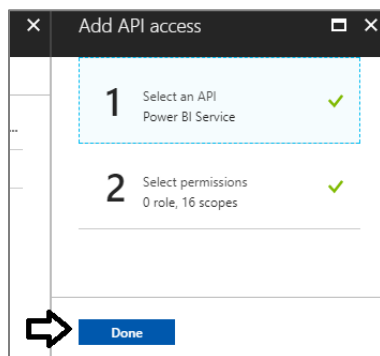 Add API access
...
1
Select an API
Power BI Service
2
Select permissions
0 role, 16 scopes
Done